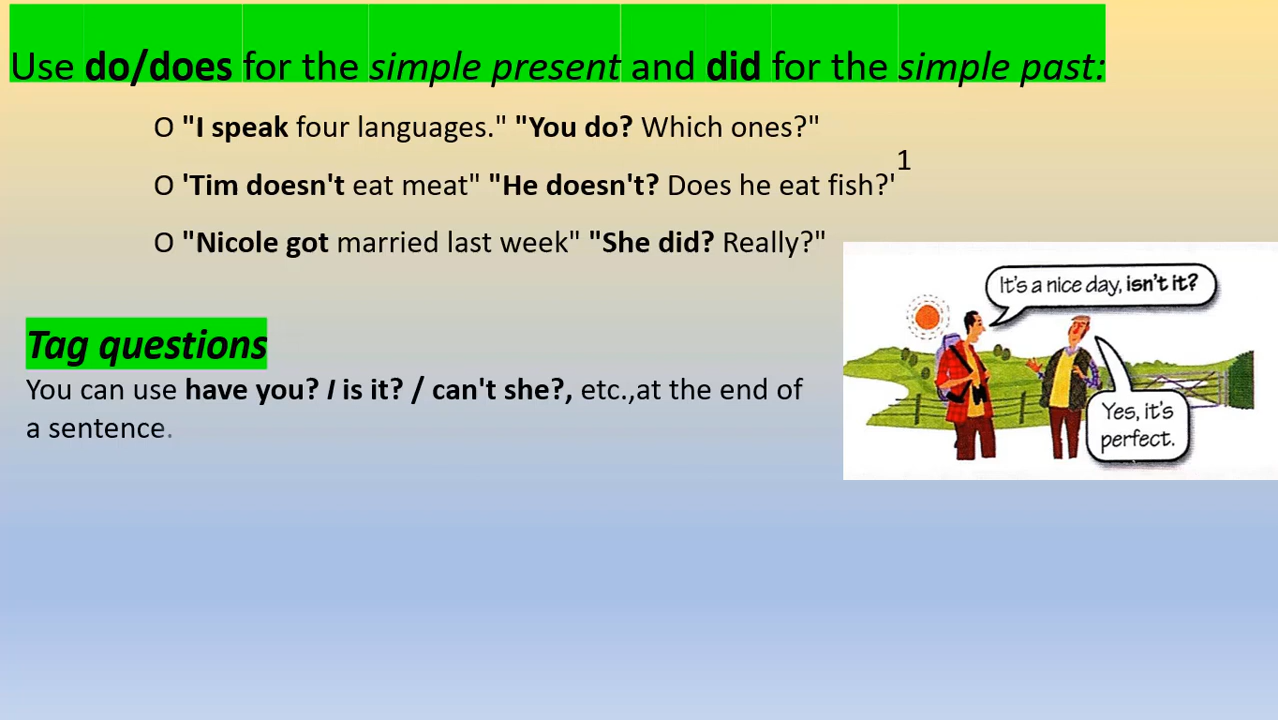 Use do/does for the simple present and did for the simple past:
O "I speak four languages." "You do? Which ones?"
O 'Tim doesn't eat meat" "He doesn't? Does he eat fish?'1
O "Nicole got married last week" "She did? Really?"
It's a nice day, isn't it?
Yes, it's
perfect.
Tag questions
You can use have you? I is it? / can't she?, etc.,at the end of
a sentence.